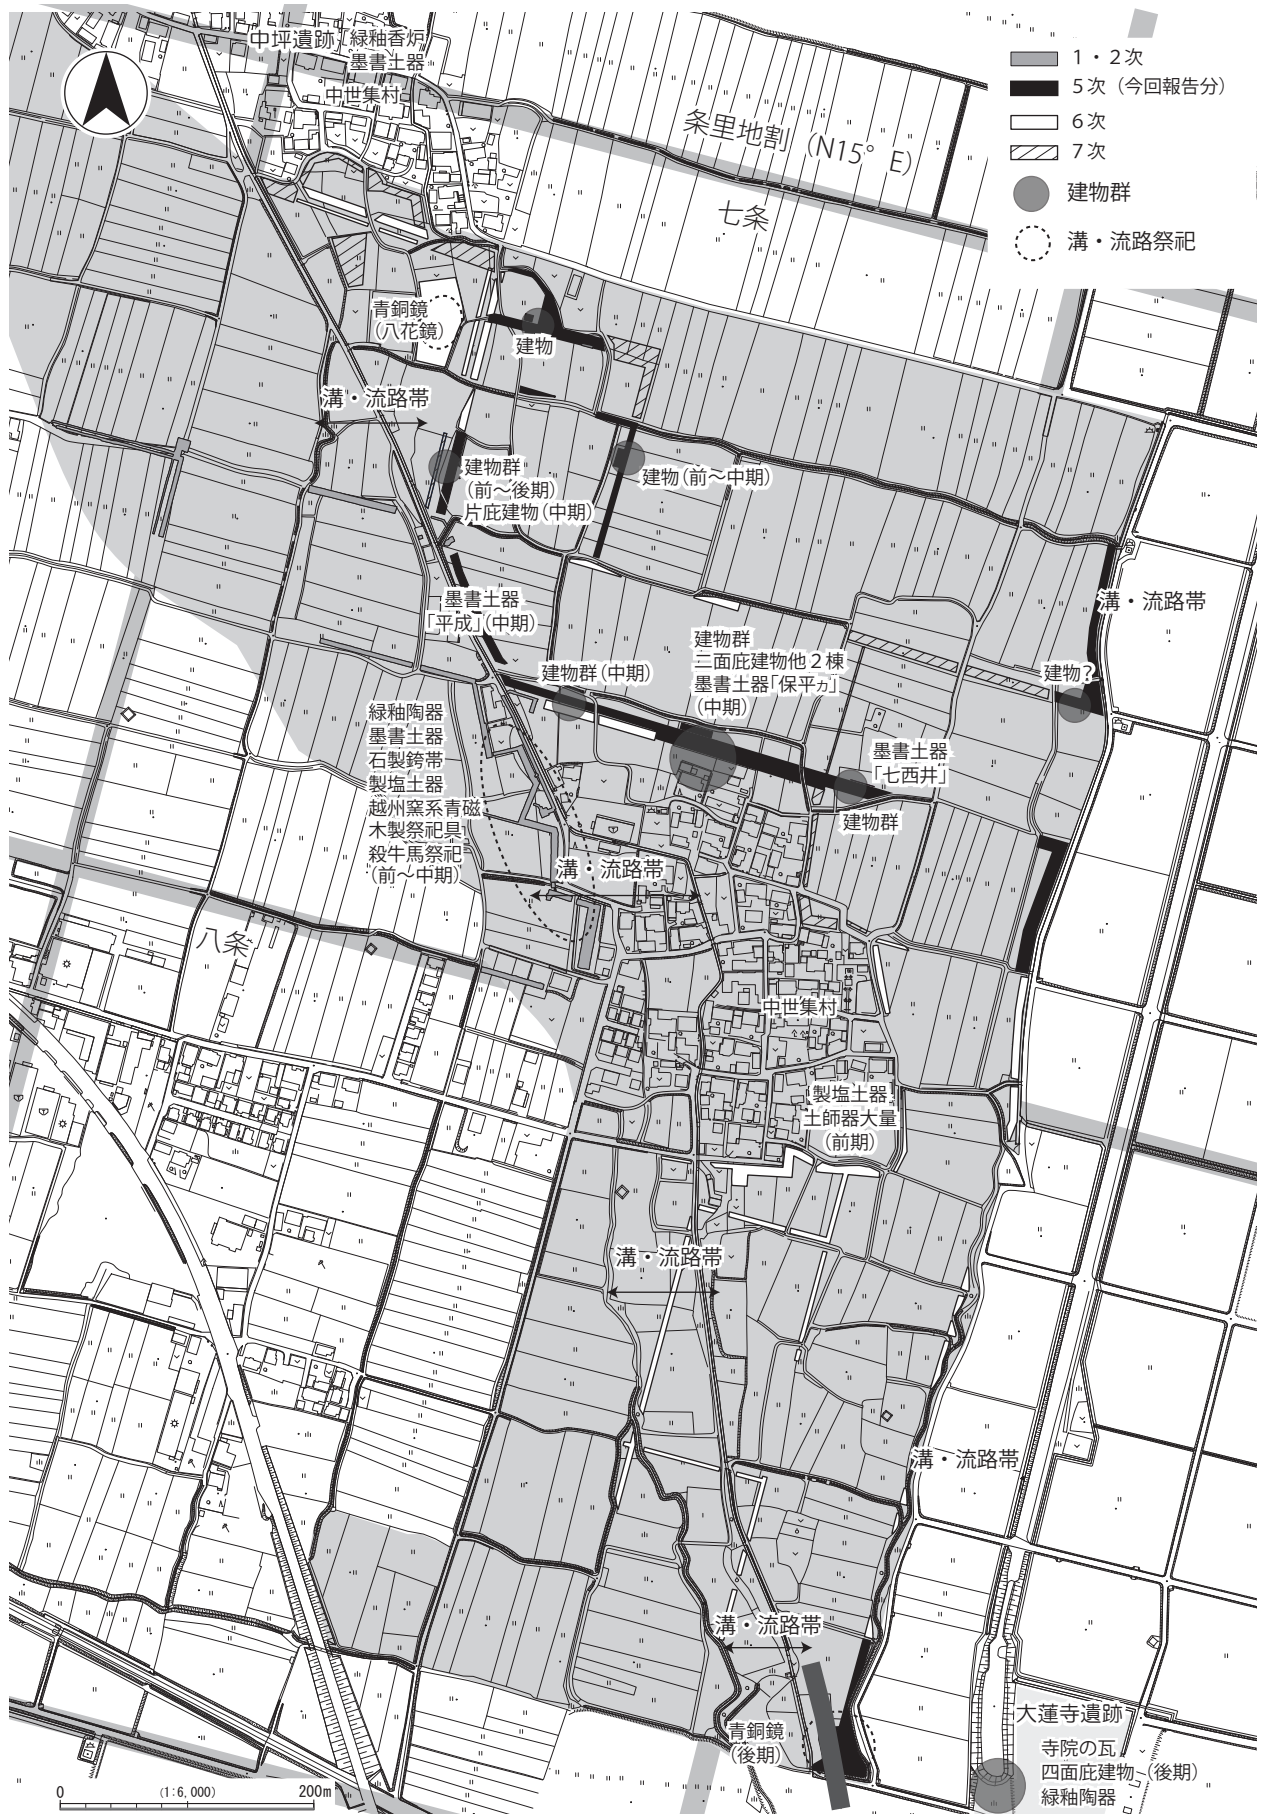 中坪遺跡
緑釉香炉
墨書土器
中世集村
1・2次
5次（今回報告分）
6次
7次
建物群
溝・流路祭祀
条里地割（N15°E）
七条
青銅鏡
（八花鏡）
建物
溝・流路帯
建物群
（前〜後期）
片庇建物（中期）
建物（前〜中期）
墨書土器
「平成」（中期）
溝・流路帯
建物群
二面庇建物他２棟
墨書土器「保平ヵ」
（中期）
建物群（中期）
建物？
緑釉陶器
墨書土器
石製銙帯
製塩土器
越州窯系青磁
木製祭祀具
殺牛馬祭祀
（前〜中期）
墨書土器
「七西井」
建物群
溝・流路帯
八条
中世集村
製塩土器
土師器大量
（前期）
溝・流路帯
溝・流路帯
溝・流路帯
青銅鏡
（後期）
大蓮寺遺跡
寺院の瓦
四面庇建物（後期）
緑釉陶器
0 (1:6,000) 200m